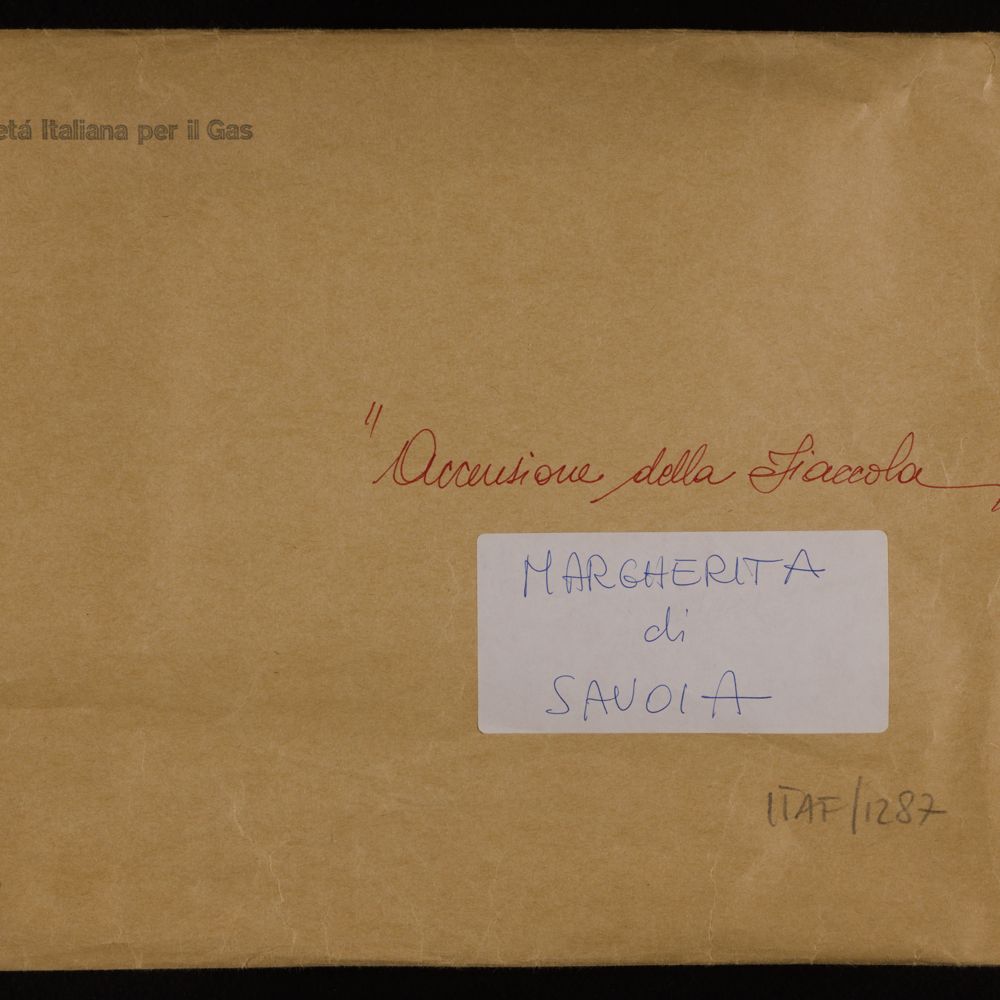 etá Italiana per il Gas
" Accensione della Fiaccola "
MARGHERITA
di
SAVOIA
ITAF/1287